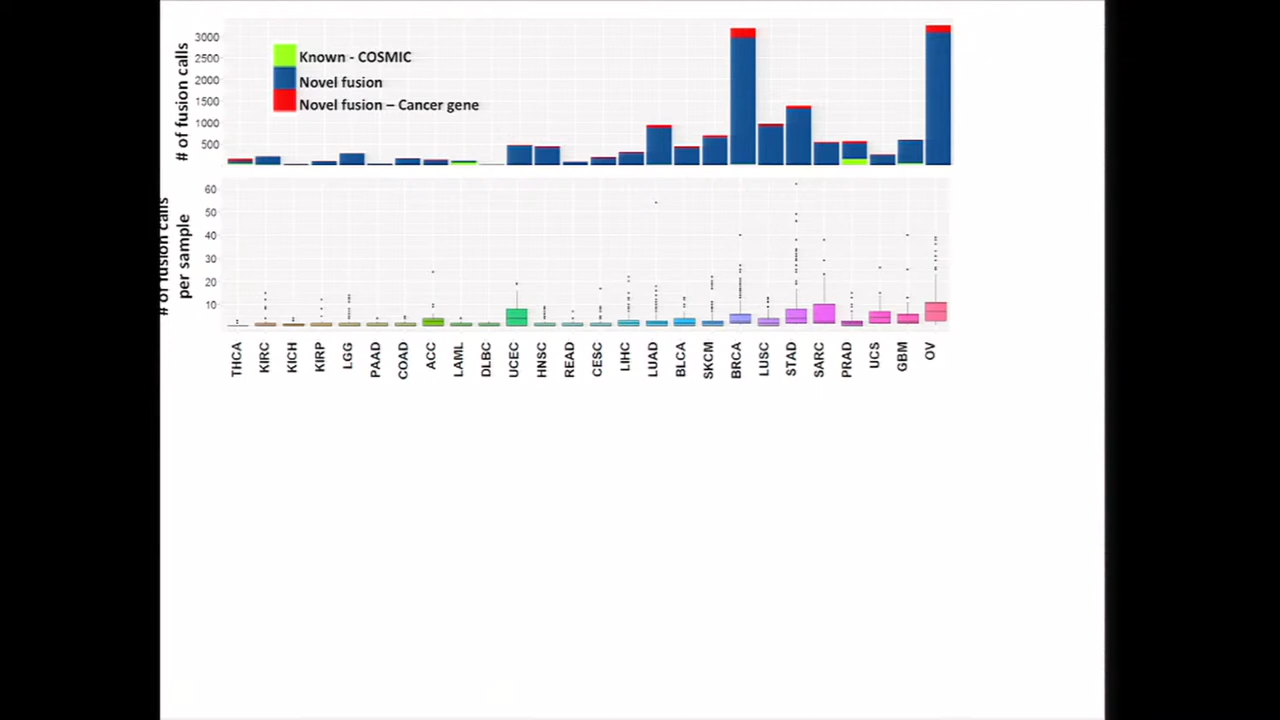 # of fusion calls
3000
2500
2000
1500
1000
500
Known - COSMIC
Novel fusion
Novel fusion – Cancer gene
# of fusion calls
per sample
60
50
40
30
20
10
THCA
KIRC
KICH
KIRP
LGG
PAAD
COAD
ACC
LAML
DLBC
UCEC
HNSC
READ
CESC
LIHC
LUAD
BLCA
SKCM
BRCA
LUSC
STAD
SARC
PRAD
UCS
GBM
OV